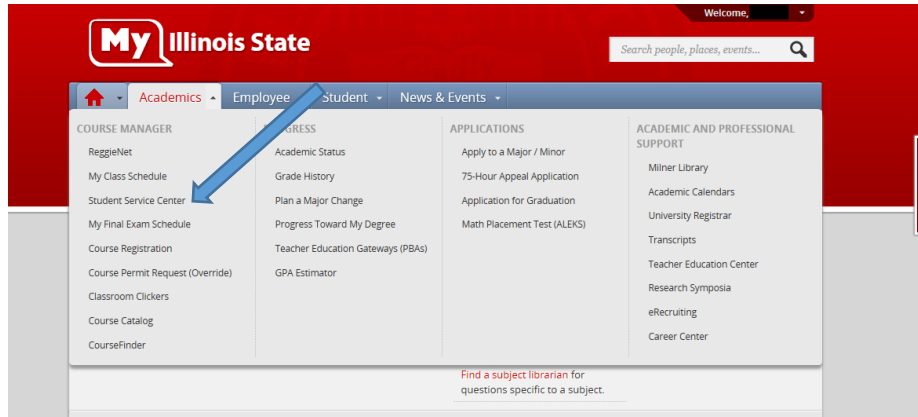 Welcome,
My Illinois State
Search people, places, events...
Academics Employee Student News & Events
COURSE MANAGER
ReggieNet
My Class Schedule
Student Service Center
My Final Exam Schedule
Course Registration
Course Permit Request (Override)
Classroom Clickers
Course Catalog
CourseFinder
GRESS
Academic Status
Grade History
Plan a Major Change
Progress Toward My Degree
Teacher Education Gateways (PBAs)
GPA Estimator
APPLICATIONS
Apply to a Major / Minor
75-Hour Appeal Application
Application for Graduation
Math Placement Test (ALEKS)
ACADEMIC AND PROFESSIONAL
SUPPORT
Milner Library
Academic Calendars
University Registrar
Transcripts
Teacher Education Center
Research Symposia
eRecruiting
Career Center
Find a subject librarian for
questions specific to a subject.